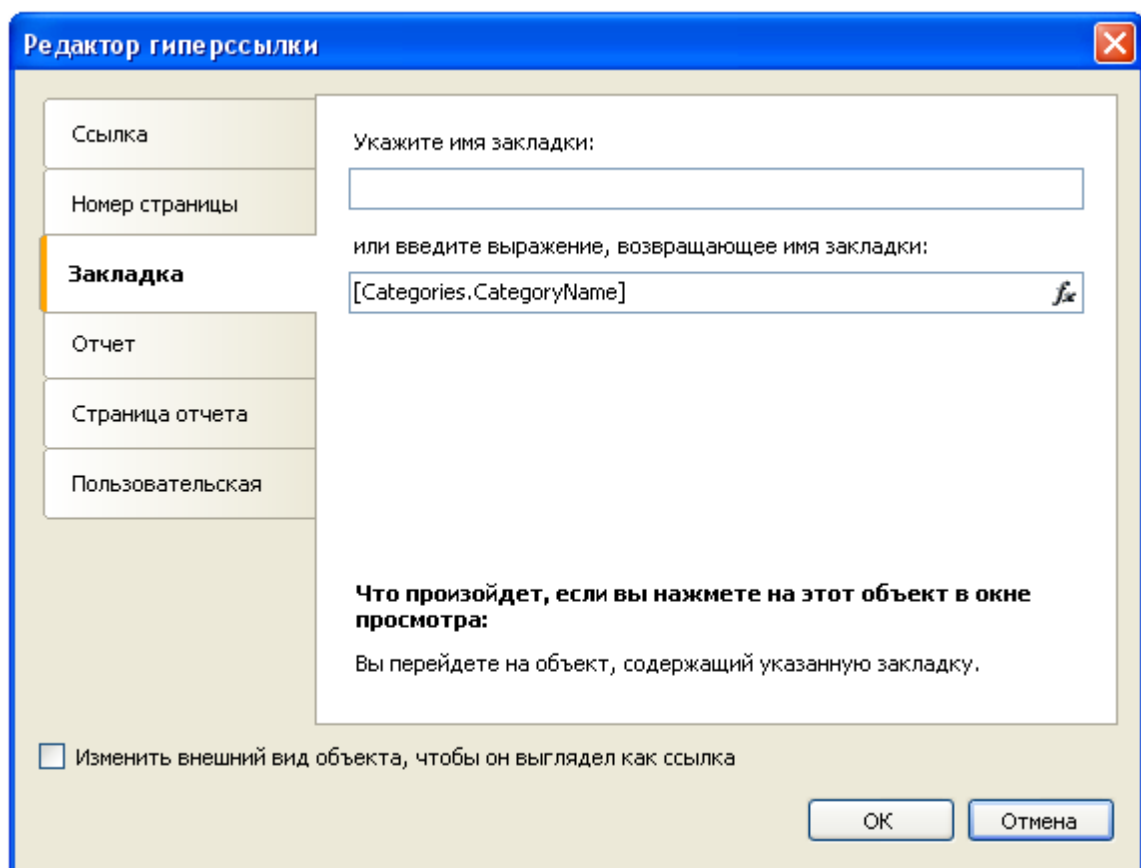 Редактор гиперссылки
Ссылка
Номер страницы
Закладка
Отчет
Страница отчета
Пользовательская
Укажите имя закладки:
или введите выражение, возвращающее имя закладки:
[Categories.CategoryName]
fx
Что произойдет, если вы нажмете на этот объект в окне
просмотра:
Вы перейдете на объект, содержащий указанную закладку.
Изменить внешний вид объекта, чтобы он выглядел как ссылка
ОК
Отмена